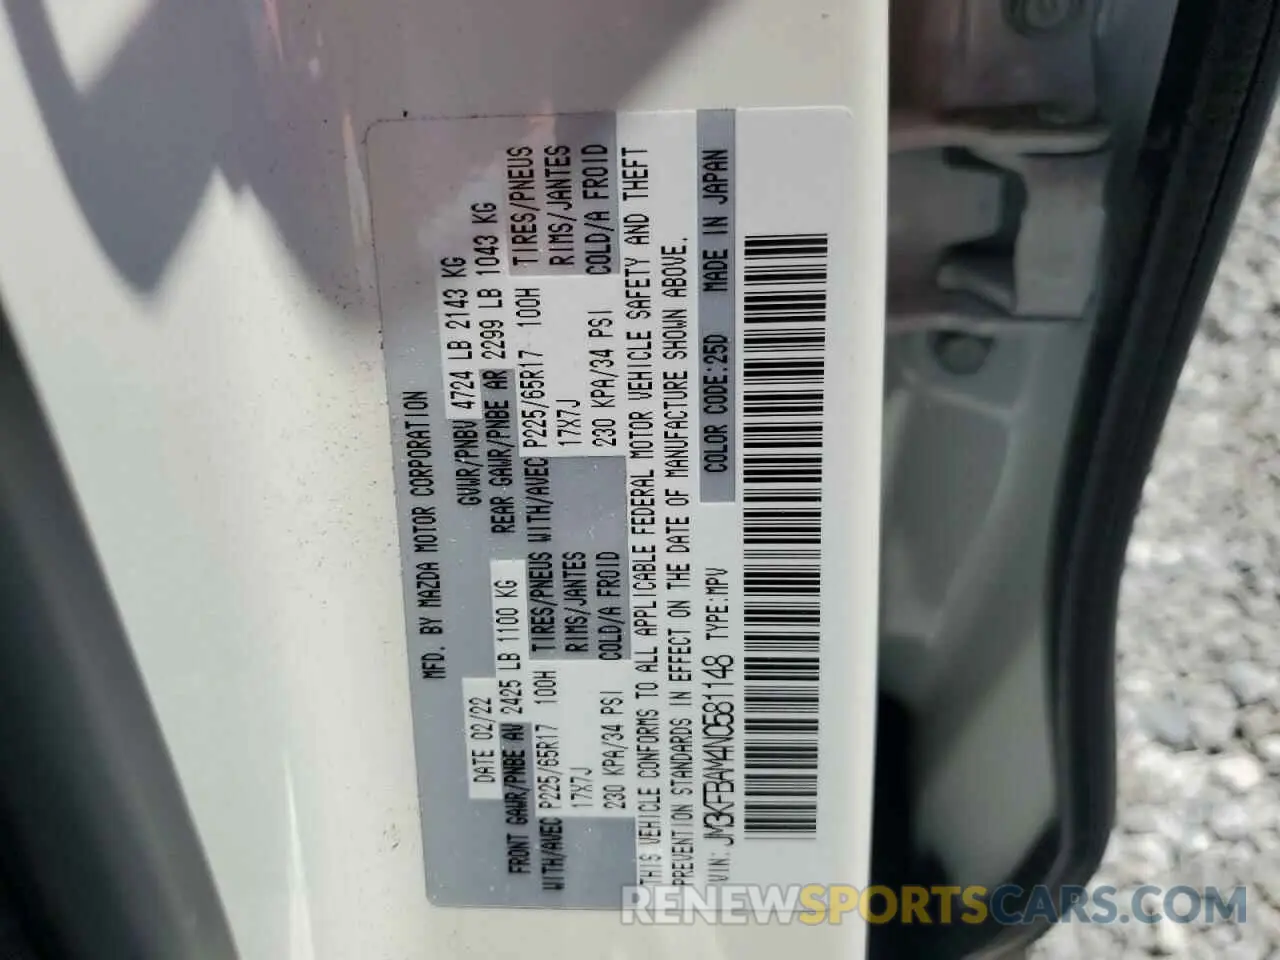 MFD. BY MAZDA MOTOR CORPORATION
DATE 02/22 GVWR/PNBV 4724 LB 2143 KG
FRONT GAWR/PNBE AV 2425 LB 1100 KG REAR GAWR/PNBE AR 2299 LB 1043 KG
WITH/AVEC P225/65R17 100H TIRES/PNEUS WITH/AVEC P225/65R17 100H TIRES/PNEUS
17X7J RIMS/JANTES 17X7J RIMS/JANTES
230 KPA/34 PSI COLD/A FROID 230 KPA/34 PSI COLD/A FROID
THIS VEHICLE CONFORMS TO ALL APPLICABLE FEDERAL MOTOR VEHICLE SAFETY AND THEFT
PREVENTION STANDARDS IN EFFECT ON THE DATE OF MANUFACTURE SHOWN ABOVE.
VIN: JM3KFBAM4N0581148 TYPE:MPV COLOR CODE:25D MADE IN JAPAN
RENEWSPORTSCARS.COM